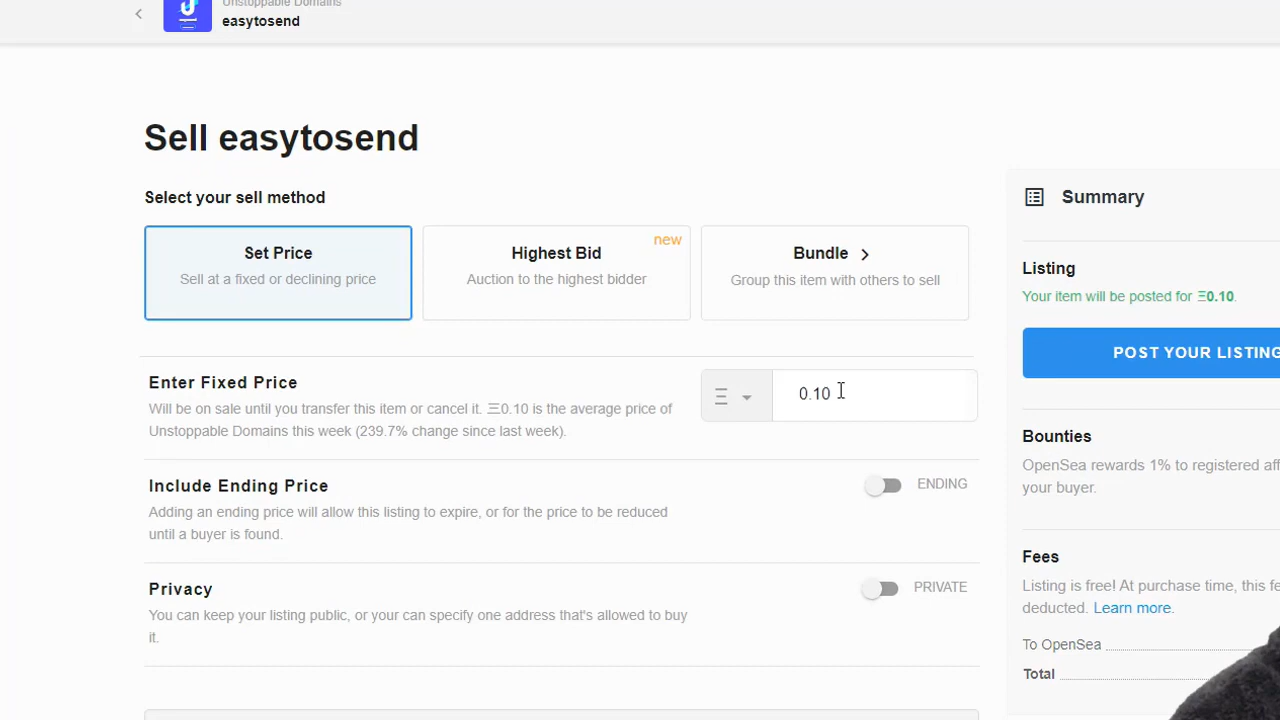 Unstoppable Domains
easytosend
Sell easytosend
Select your sell method
Set Price
Sell at a fixed or declining price
new
Highest Bid
Auction to the highest bidder
Bundle
Group this item with others to sell
Summary
Listing
Your item will be posted for Ξ0.10.
POST YOUR LISTING
Enter Fixed Price
Will be on sale until you transfer this item or cancel it. Ξ0.10 is the average price of
Unstoppable Domains this week (239.7% change since last week).
Ξ 0.10
Bounties
OpenSea rewards 1% to registered aff
your buyer.
Include Ending Price
ENDING
Adding an ending price will allow this listing to expire, or for the price to be reduced
until a buyer is found.
Fees
Listing is free! At purchase time, this fe
deducted. Learn more.
To OpenSea
Total
Privacy
PRIVATE
You can keep your listing public, or your can specify one address that's allowed to buy
it.